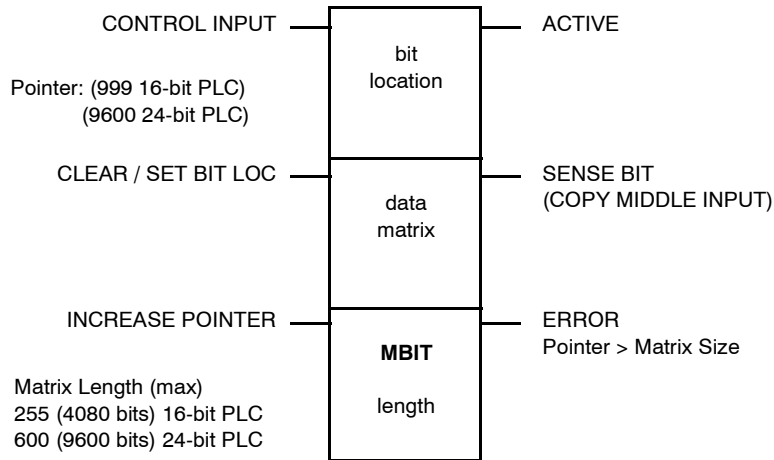 CONTROL INPUT
bit
location
ACTIVE
Pointer: (999 16-bit PLC)
(9600 24-bit PLC)
CLEAR / SET BIT LOC
data
matrix
SENSE BIT
(COPY MIDDLE INPUT)
INCREASE POINTER
MBIT
length
ERROR
Pointer > Matrix Size
Matrix Length (max)
255 (4080 bits) 16-bit PLC
600 (9600 bits) 24-bit PLC